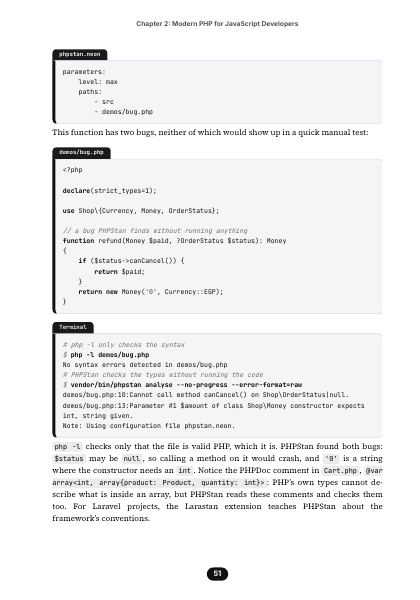 Chapter 2: Modern PHP for JavaScript Developers
phpstan.neon
parameters:
    level: max
    paths:
        - src
        - demos/bug.php
This function has two bugs, neither of which would show up in a quick manual test:
demos/bug.php
<?php
declare(strict_types=1);
use Shop\{Currency, Money, OrderStatus};
// a bug PHPStan finds without running anything
function refund(Money $paid, ?OrderStatus $status): Money
{
    if ($status->canCancel()) {
        return $paid;
    }
    return new Money('0', Currency::EGP);
}
Terminal
# php -l only checks the syntax
$ php -l demos/bug.php
No syntax errors detected in demos/bug.php
# PHPStan checks the types without running the code
$ vendor/bin/phpstan analyse --no-progress --error-format=raw
demos/bug.php:10:Cannot call method canCancel() on Shop\OrderStatus|null.
demos/bug.php:13:Parameter #1 $amount of class Shop\Money constructor expects
int, string given.
Note: Using configuration file phpstan.neon.
php -l checks only that the file is valid PHP, which it is. PHPStan found both bugs:
$status may be null, so calling a method on it would crash, and '0' is a string
where the constructor needs an int. Notice the PHPDoc comment in Cart.php, @var
array<int, array{product: Product, quantity: int}>: PHP's own types cannot de-
scribe what is inside an array, but PHPStan reads these comments and checks them
too. For Laravel projects, the Larastan extension teaches PHPStan about the
framework's conventions.
51